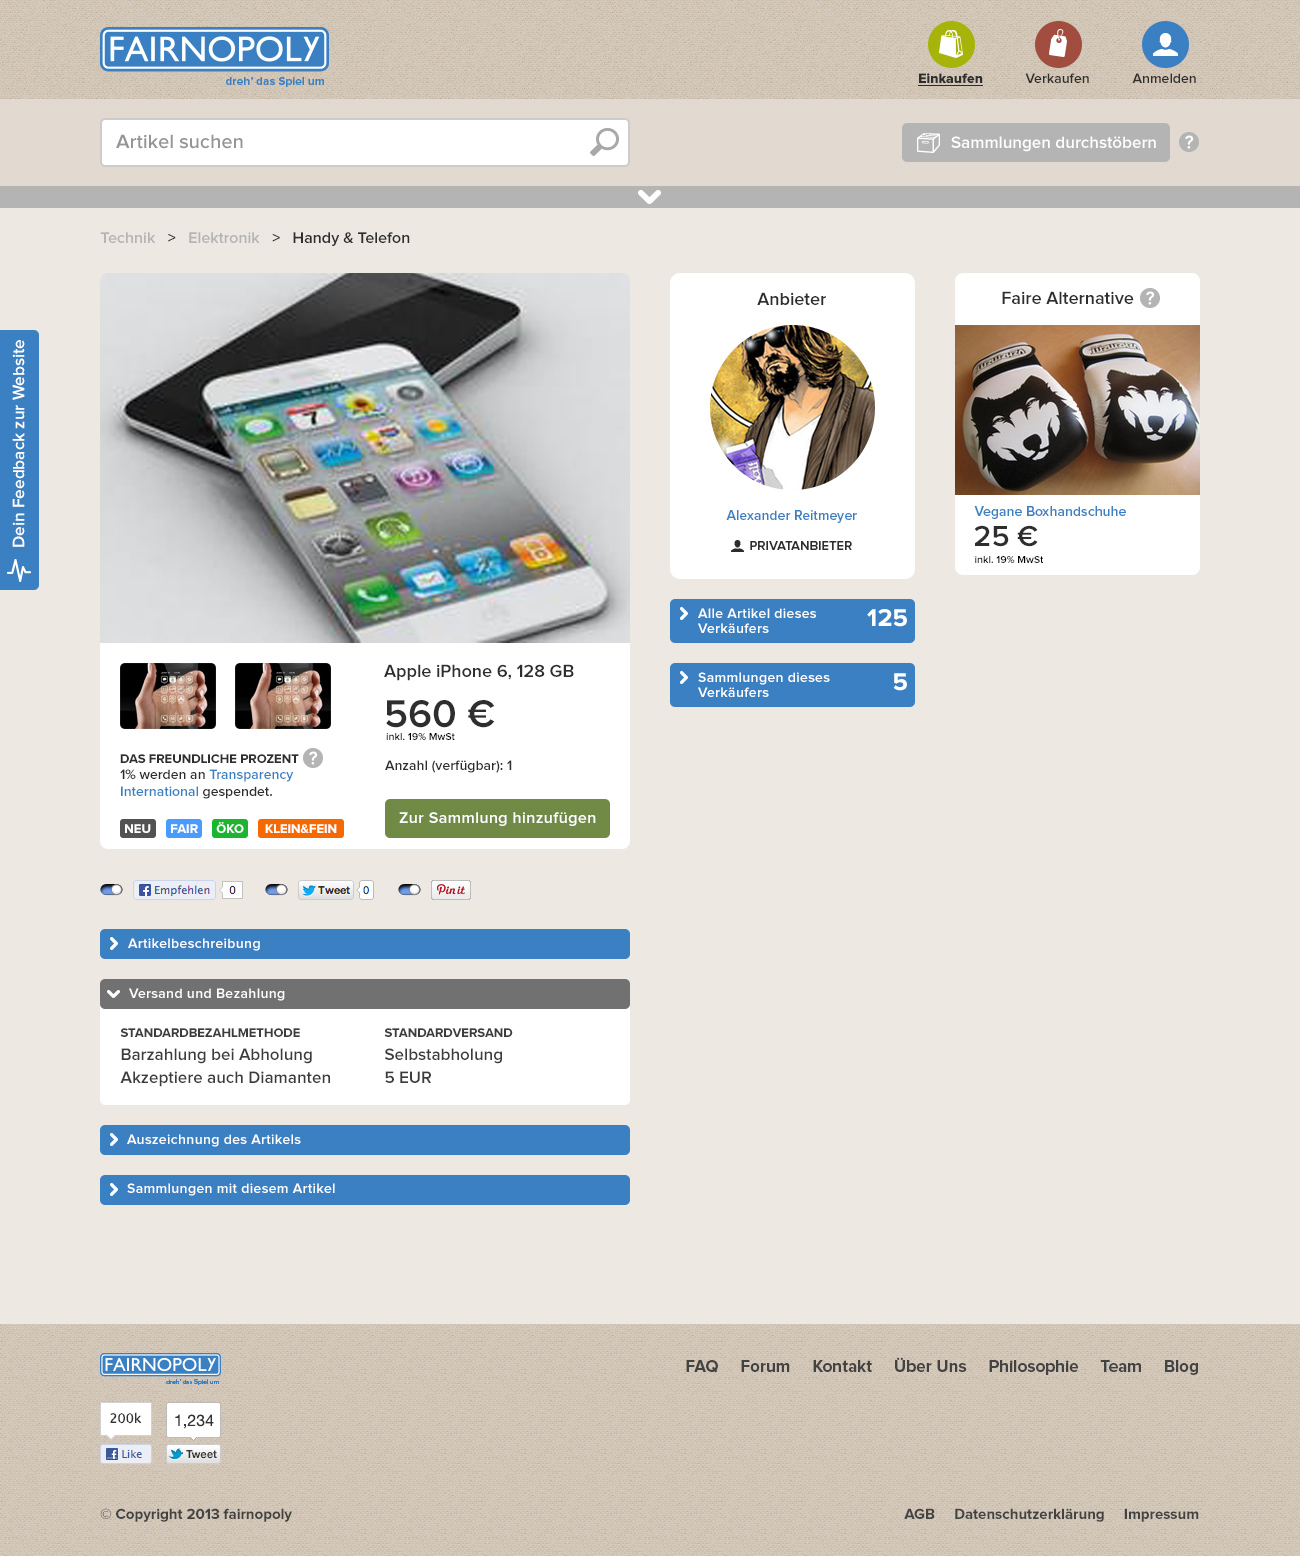 FAIRNOPOLY
dreh' das Spiel um
Einkaufen
Verkaufen
Anmelden
Artikel suchen
Sammlungen durchstöbern
?
Technik > Elektronik > Handy & Telefon
Dein Feedback zur Website
7
Apple iPhone 6, 128 GB
560 €
inkl. 19% MwSt
Anzahl (verfügbar): 1
Zur Sammlung hinzufügen
DAS FREUNDLICHE PROZENT ?
1% werden an Transparency
International gespendet.
NEU FAIR ÖKO KLEIN&FEIN
Anbieter
Alexander Reitmeyer
PRIVATANBIETER
Alle Artikel dieses
Verkäufers
125
Sammlungen dieses
Verkäufers
5
Faire Alternative ?
Vegane Boxhandschuhe
25 €
inkl. 19% MwSt
Empfehlen 0
Tweet 0
Pin it
Artikelbeschreibung
Versand und Bezahlung
STANDARDBEZAHLMETHODE
Barzahlung bei Abholung
Akzeptiere auch Diamanten
STANDARDVERSAND
Selbstabholung
5 EUR
Auszeichnung des Artikels
Sammlungen mit diesem Artikel
FAIRNOPOLY
dreh' das Spiel um
200k
Like
1,234
Tweet
FAQ Forum Kontakt Über Uns Philosophie Team Blog
© Copyright 2013 fairnopoly
AGB Datenschutzerklärung Impressum